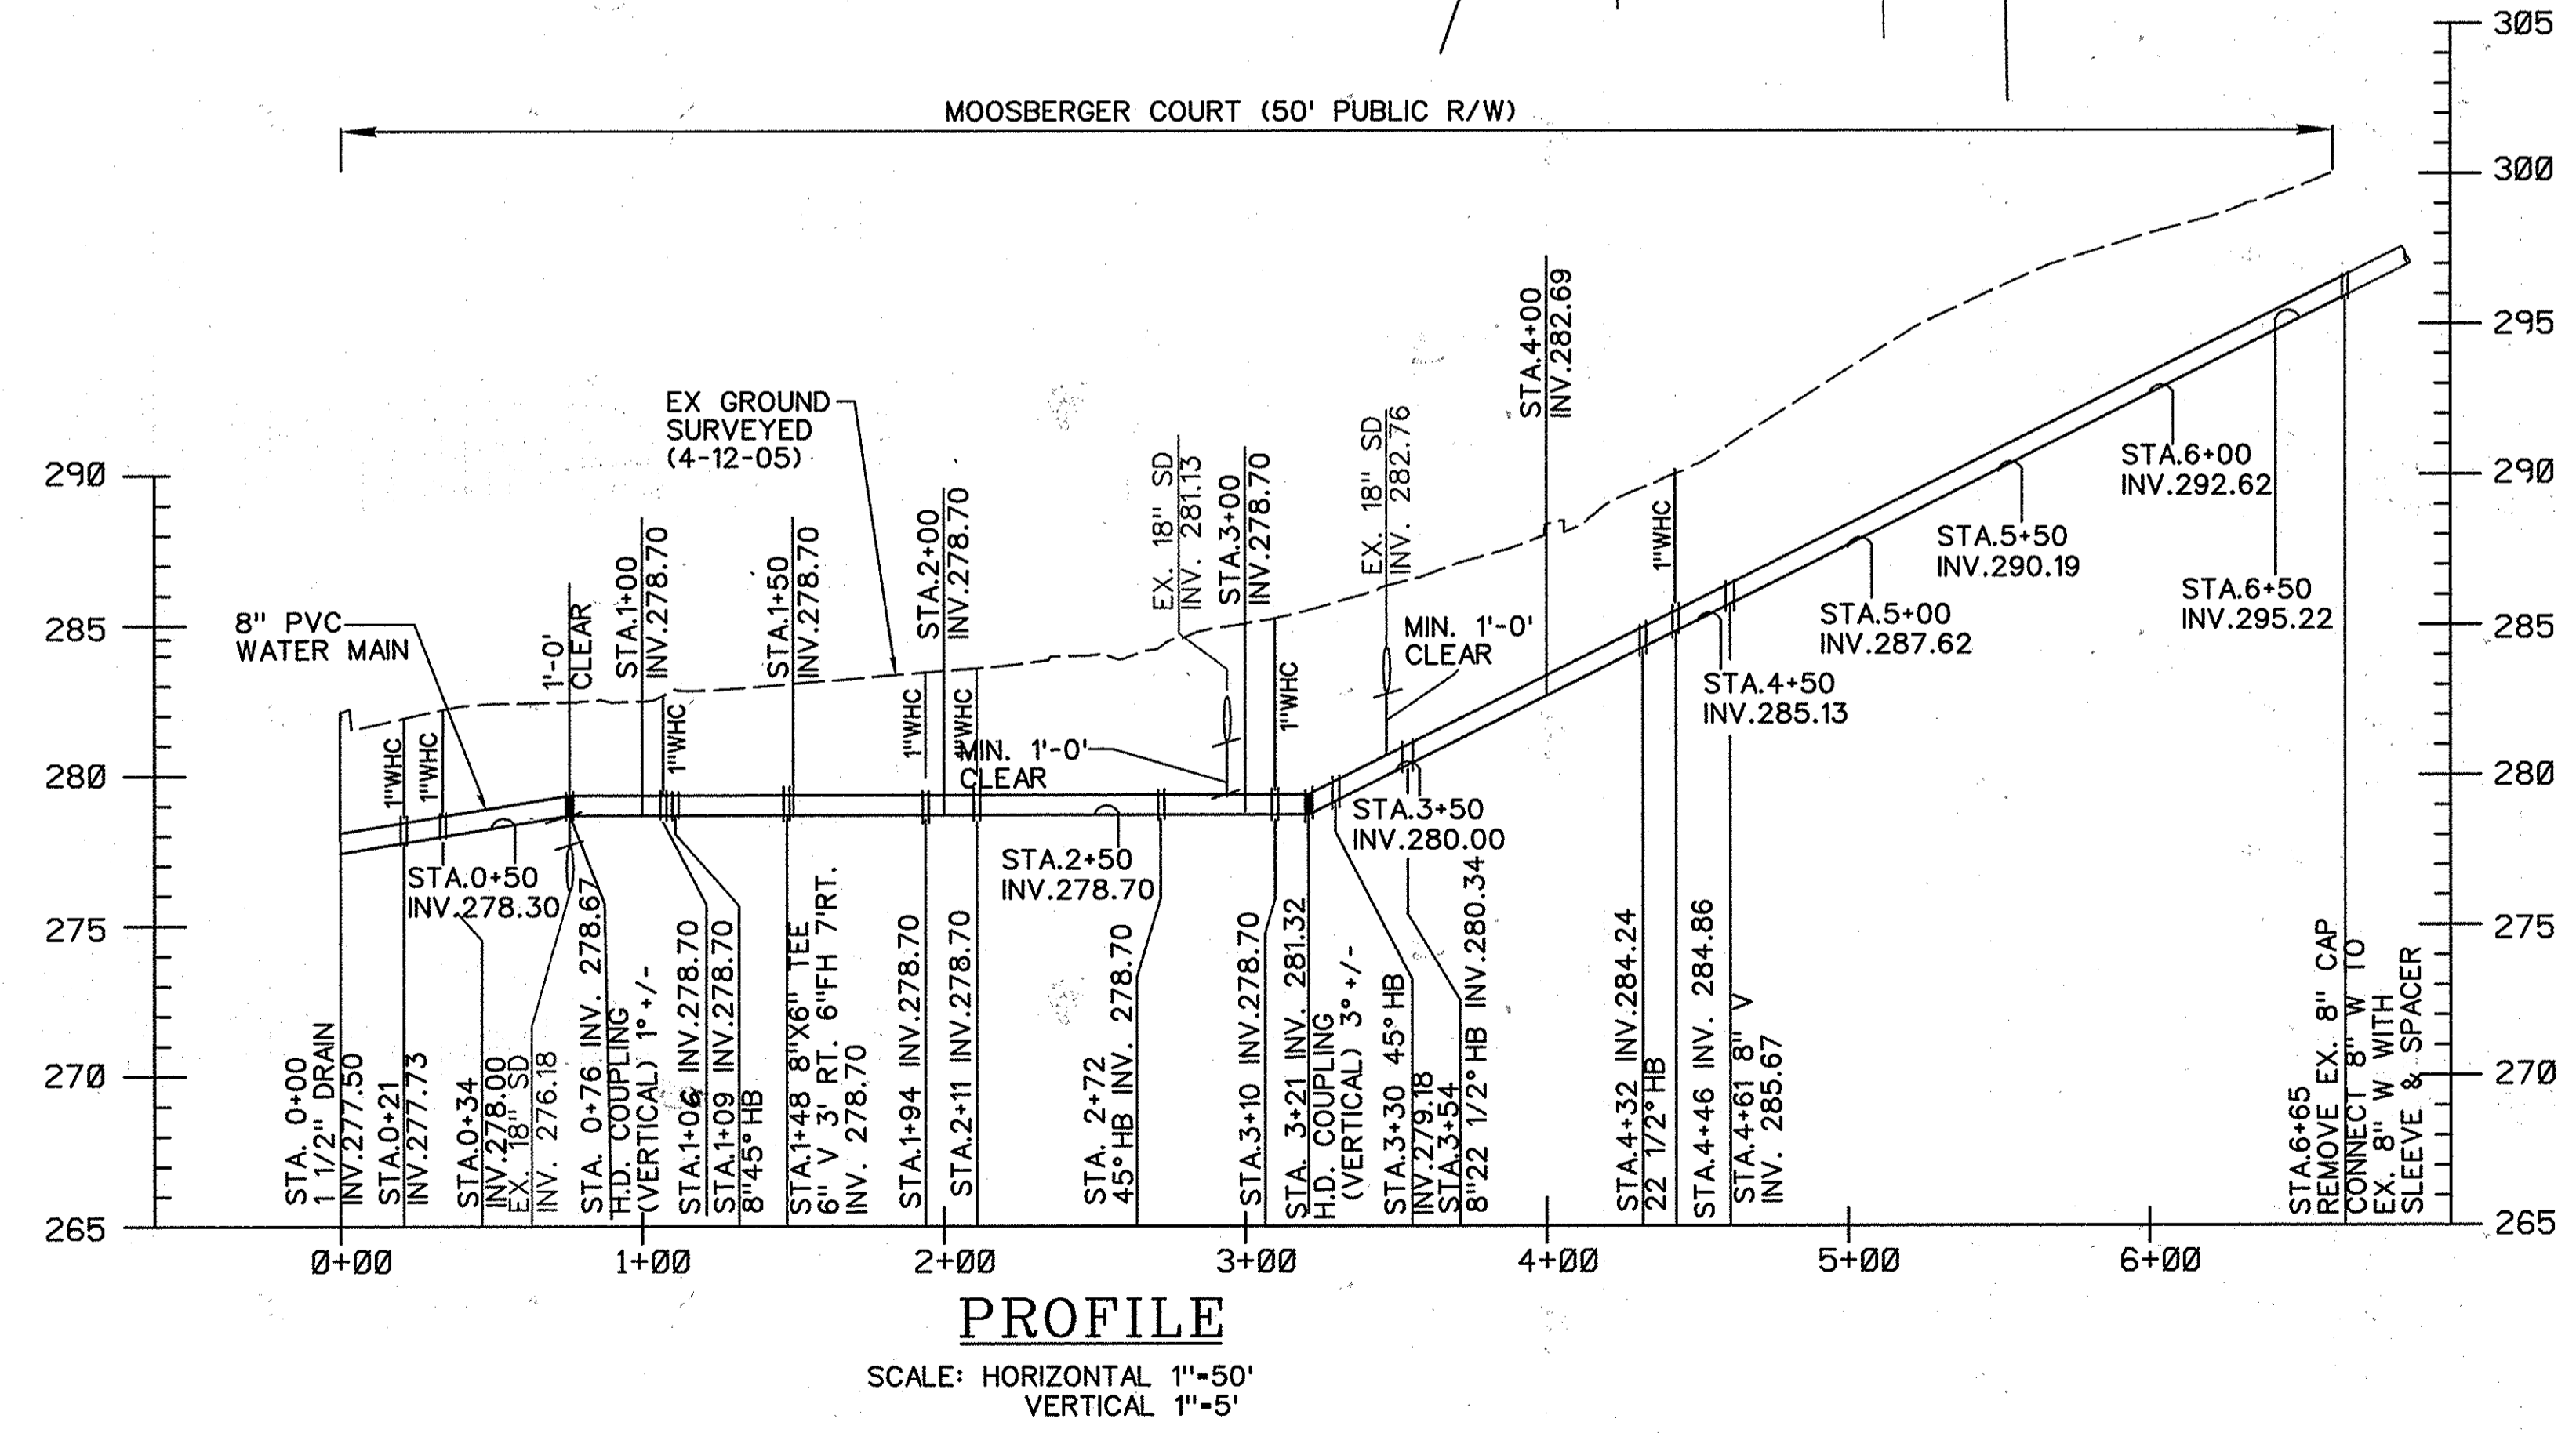 MOOSBERGER COURT (50' PUBLIC R/W)
305
300
295
290
285
280
275
270
265
290
285
280
275
270
265
EX GROUND
SURVEYED
(4-12-05)
8" PVC
WATER MAIN
1"WHC
1"WHC
1'-0'
CLEAR
STA.1+00
INV.278.70
1"WHC
STA.1+50
INV.278.70
1"WHC
STA.2+00
INV.278.70
1"WHC
MIN. 1'-0'
CLEAR
EX. 18" SD
INV. 281.13
STA.3+00
INV.278.70
1"WHC
EX. 18" SD
INV. 282.76
MIN. 1'-0'
CLEAR
STA.4+00
INV.282.69
1"WHC
STA.0+50
INV.278.30
STA.2+50
INV.278.70
STA.3+50
INV.280.00
STA.4+50
INV.285.13
STA.5+00
INV.287.62
STA.5+50
INV.290.19
STA.6+00
INV.292.62
STA.6+50
INV.295.22
STA. 0+00
1 1/2" DRAIN
INV.277.50
STA.0+21
INV.277.73
STA.0+34
INV.278.00
EX. 18" SD
INV. 276.18
STA. 0+76 INV. 278.67
H.D. COUPLING
(VERTICAL) 1° +/-
STA.1+06 INV.278.70
STA.1+09 INV.278.70
8"45°HB
STA.1+48 8"X6" TEE
6" V 3' RT. 6"FH 7'RT.
INV. 278.70
STA.1+94 INV.278.70
STA.2+11 INV.278.70
STA. 2+72
45°HB INV. 278.70
STA.3+10 INV.278.70
STA. 3+21 INV. 281.32
H.D. COUPLING
(VERTICAL) 3° +/-
STA.3+30 45°HB
INV.279.18
STA.3+54
8"22 1/2°HB INV.280.34
STA.4+32 INV.284.24
22 1/2°HB
STA.4+46 INV. 284.86
STA.4+61 8" V
INV. 285.67
STA.6+65
REMOVE EX. 8" CAP
CONNECT 8" W TO
EX. 8" W WITH
SLEEVE & SPACER
0+00 1+00 2+00 3+00 4+00 5+00 6+00
PROFILE
SCALE: HORIZONTAL 1"=50'
VERTICAL 1"=5'